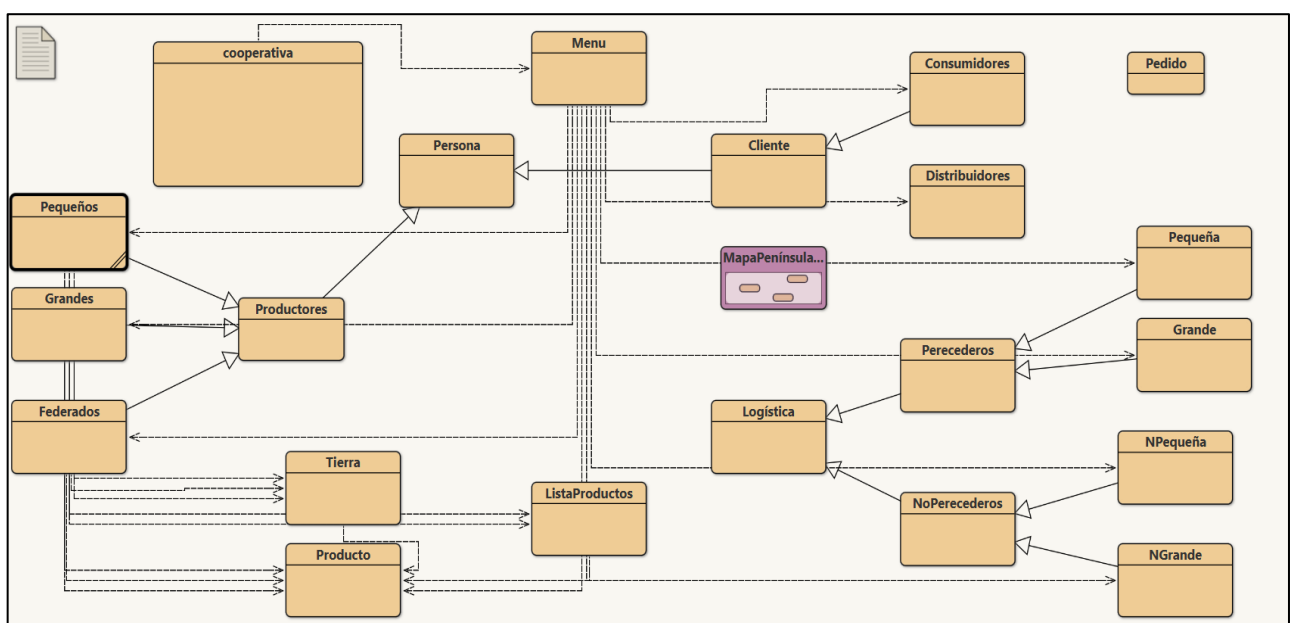 cooperativa
Menu
Consumidores
Pedido
Persona
Cliente
Distribuidores
Pequeños
Pequeña
MapaPenínsula...
Grandes
Productores
Grande
Perecederos
Federados
Logística
NPequeña
Tierra
ListaProductos
NoPerecederos
Producto
NGrande